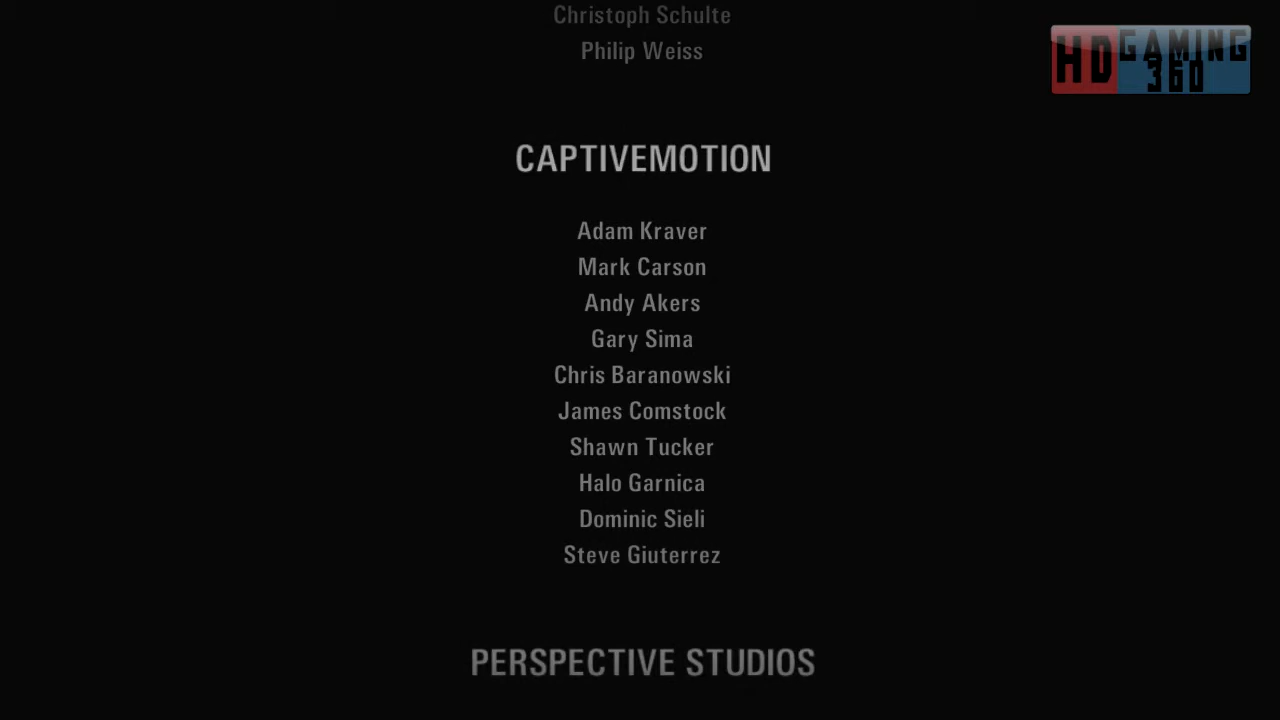 Christoph Schulte
Philip Weiss
HD GAMING
360
CAPTIVEMOTION
Adam Kraver
Mark Carson
Andy Akers
Gary Sima
Chris Baranowski
James Comstock
Shawn Tucker
Halo Garnica
Dominic Sieli
Steve Giuterrez
PERSPECTIVE STUDIOS